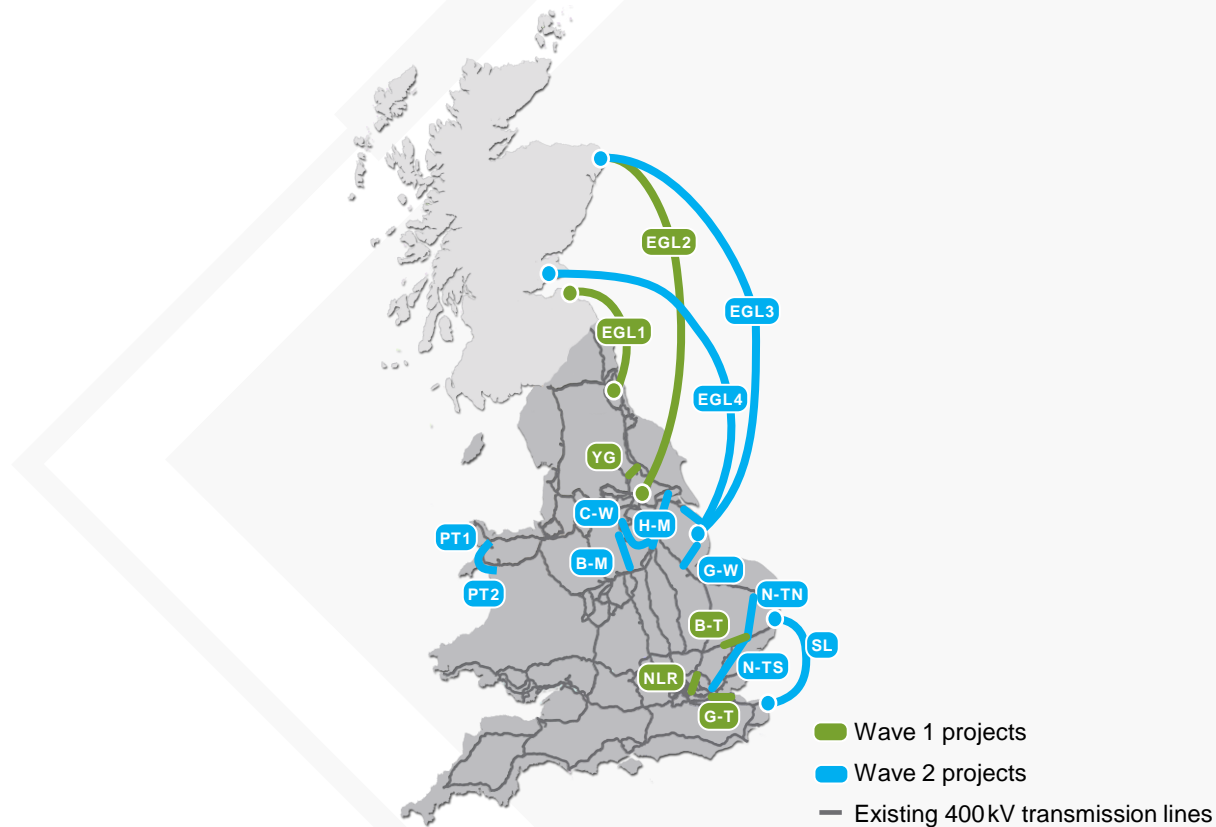 EGL2
EGL3
EGL1
EGL4
YG
C-W
H-M
PT1
B-M
G-W
PT2
N-TN
B-T
SL
N-TS
NLR
G-T
Wave 1 projects
Wave 2 projects
Existing 400kV transmission lines